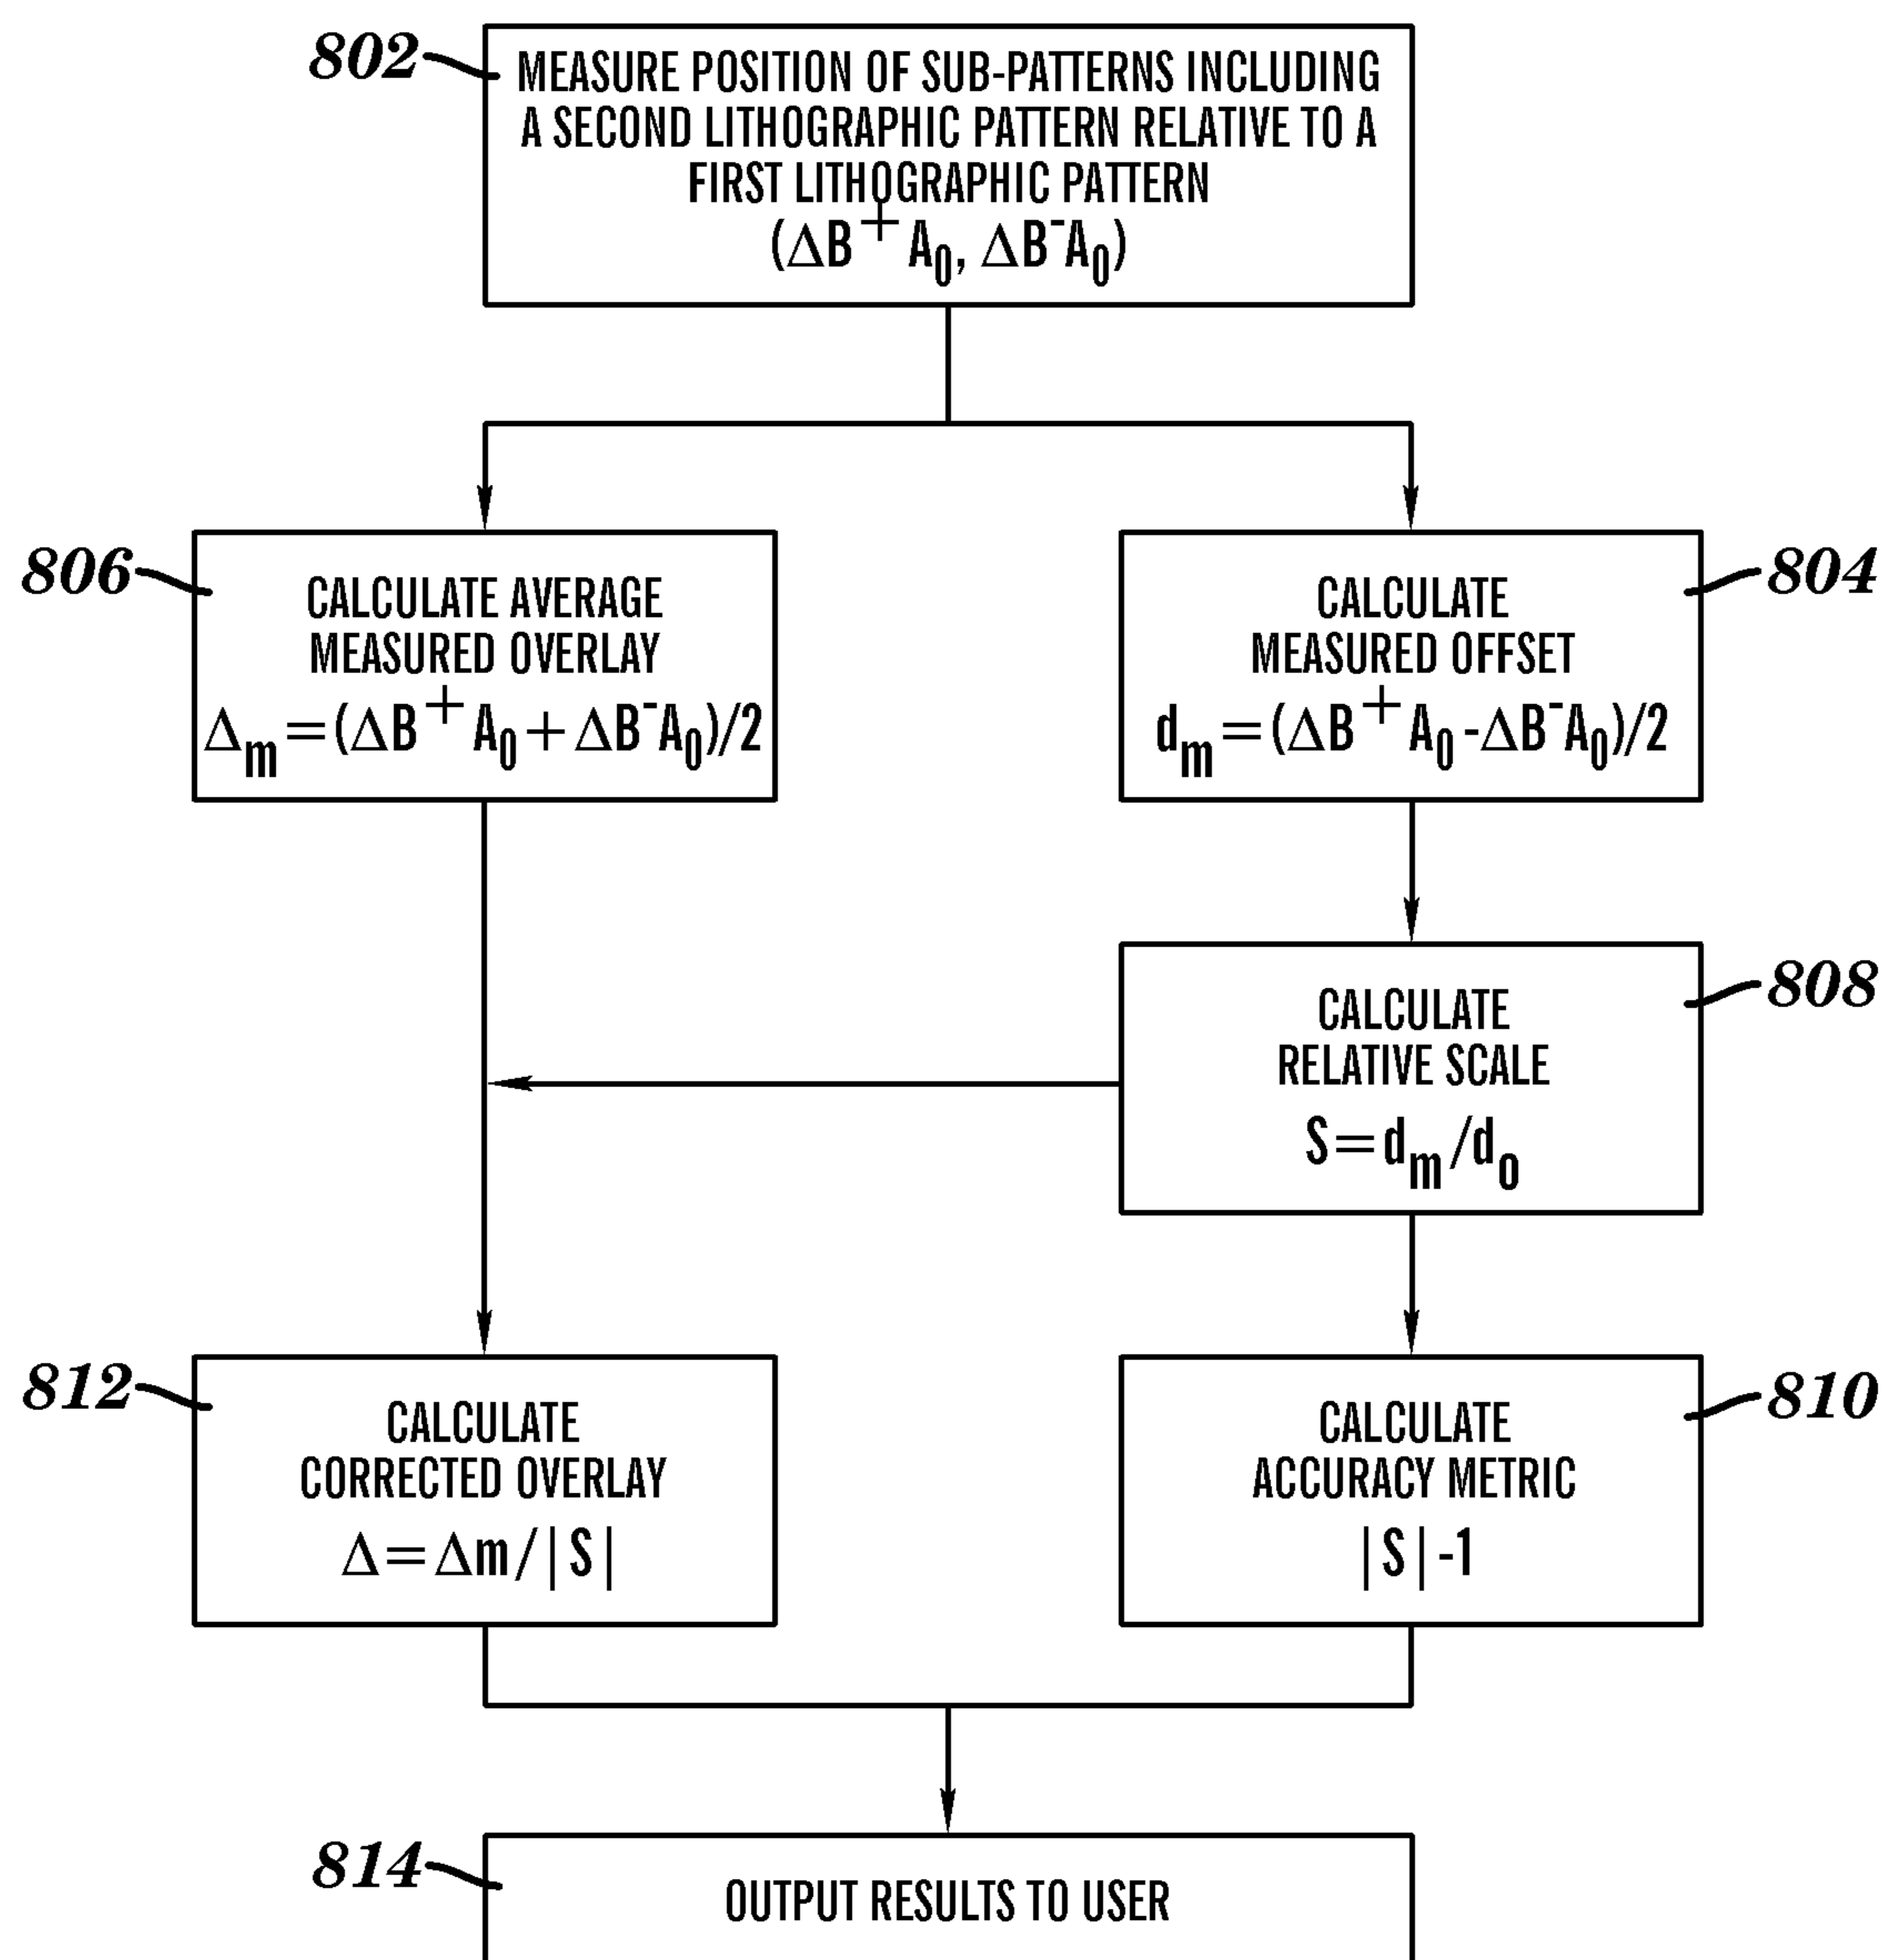 802
MEASURE POSITION OF SUB-PATTERNS INCLUDING
A SECOND LITHOGRAPHIC PATTERN RELATIVE TO A
FIRST LITHOGRAPHIC PATTERN
(ΔB⁺A₀, ΔB⁻A₀)
806
CALCULATE AVERAGE
MEASURED OVERLAY
Δₘ=(ΔB⁺A₀+ΔB⁻A₀)/2
804
CALCULATE
MEASURED OFFSET
dₘ=(ΔB⁺A₀-ΔB⁻A₀)/2
808
CALCULATE
RELATIVE SCALE
S=dₘ/dₒ
812
CALCULATE
CORRECTED OVERLAY
Δ=Δm/|S|
810
CALCULATE
ACCURACY METRIC
|S|-1
814
OUTPUT RESULTS TO USER